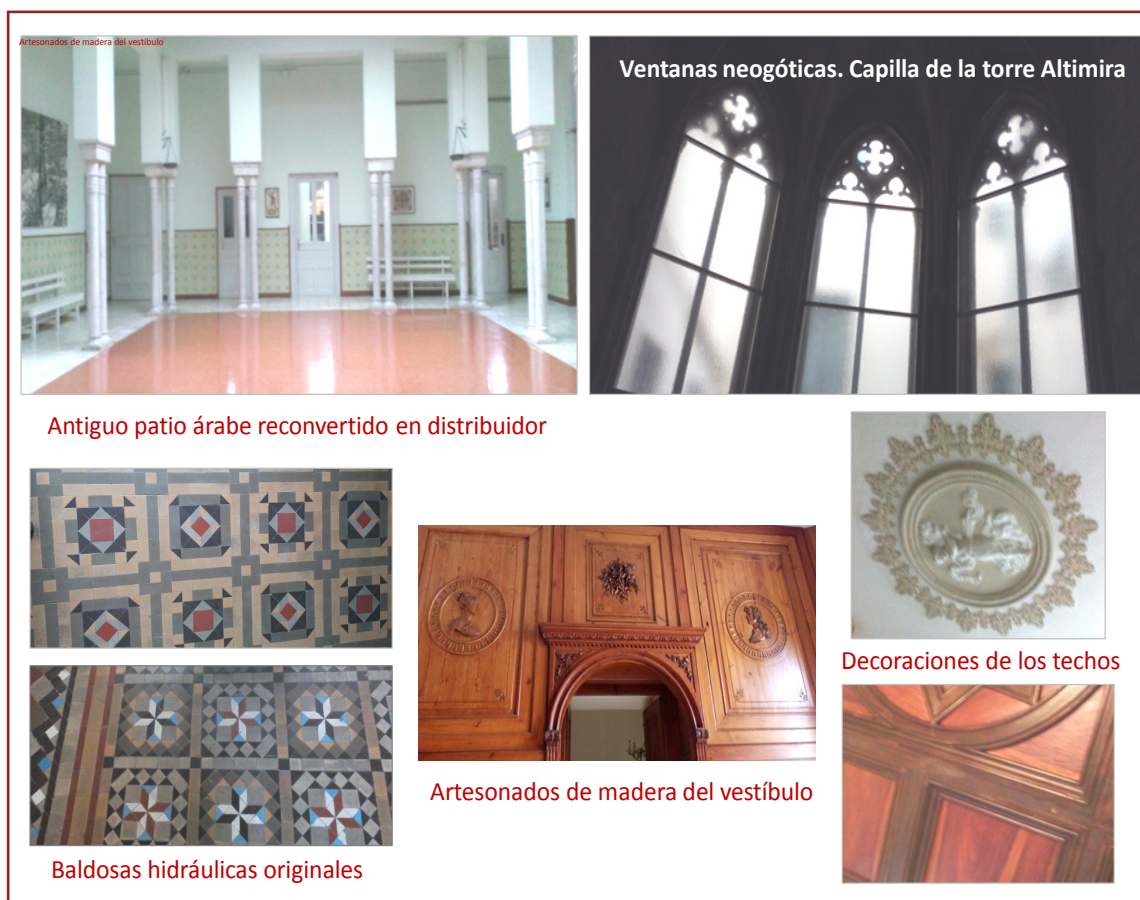 Artesonados de madera del vestíbulo
Ventanas neogóticas. Capilla de la torre Altimira
Antiguo patio árabe reconvertido en distribuidor
Decoraciones de los techos
Artesonados de madera del vestíbulo
Baldosas hidráulicas originales